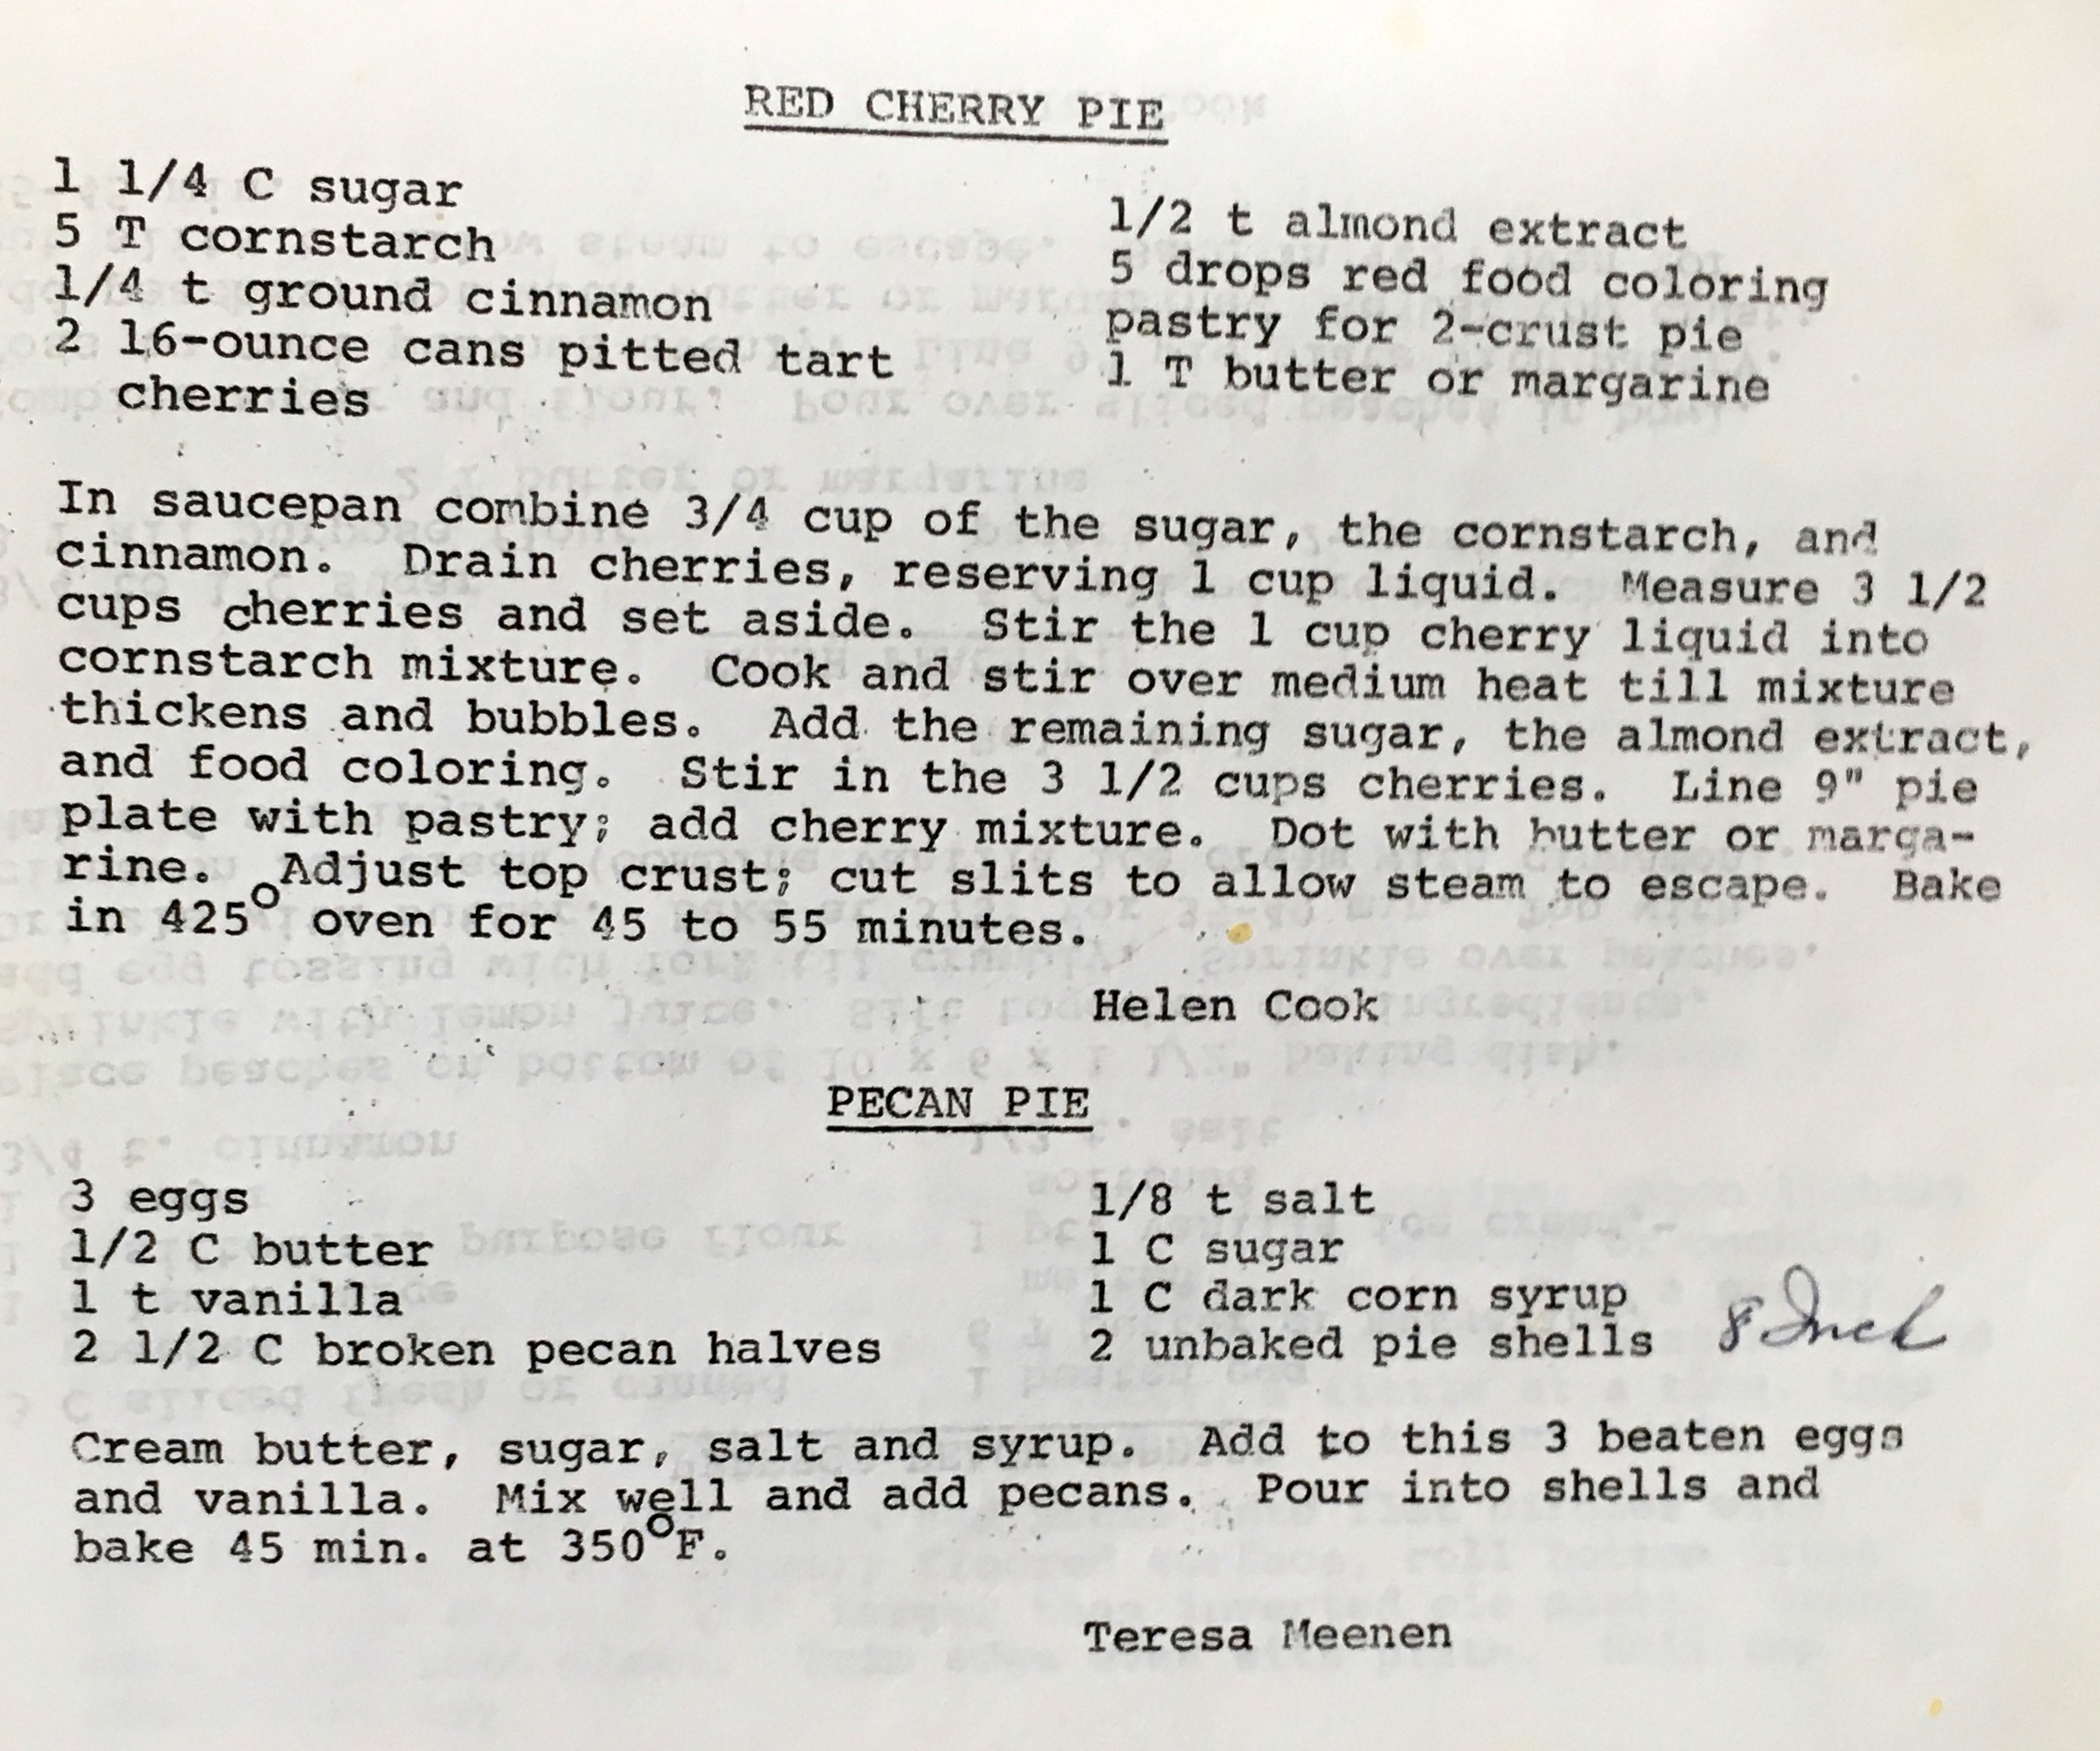 RED CHERRY PIE
1 1/4 C sugar
5 T cornstarch
1/4 t ground cinnamon
2 16-ounce cans pitted tart
cherries
1/2 t almond extract
5 drops red food coloring
pastry for 2-crust pie
1 T butter or margarine
In saucepan combine 3/4 cup of the sugar, the cornstarch, and
cinnamon. Drain cherries, reserving 1 cup liquid. Measure 3 1/2
cups cherries and set aside. Stir the 1 cup cherry liquid into
cornstarch mixture. Cook and stir over medium heat till mixture
thickens and bubbles. Add the remaining sugar, the almond extract,
and food coloring. Stir in the 3 1/2 cups cherries. Line 9" pie
plate with pastry; add cherry mixture. Dot with butter or marga-
rine. Adjust top crust; cut slits to allow steam to escape. Bake
in 425° oven for 45 to 55 minutes.
Helen Cook
PECAN PIE
3 eggs
1/2 C butter
1 t vanilla
2 1/2 C broken pecan halves
1/8 t salt
1 C sugar
1 C dark corn syrup
2 unbaked pie shells 8 Inch
Cream butter, sugar, salt and syrup. Add to this 3 beaten eggs
and vanilla. Mix well and add pecans. Pour into shells and
bake 45 min. at 350°F.
Teresa Meenen